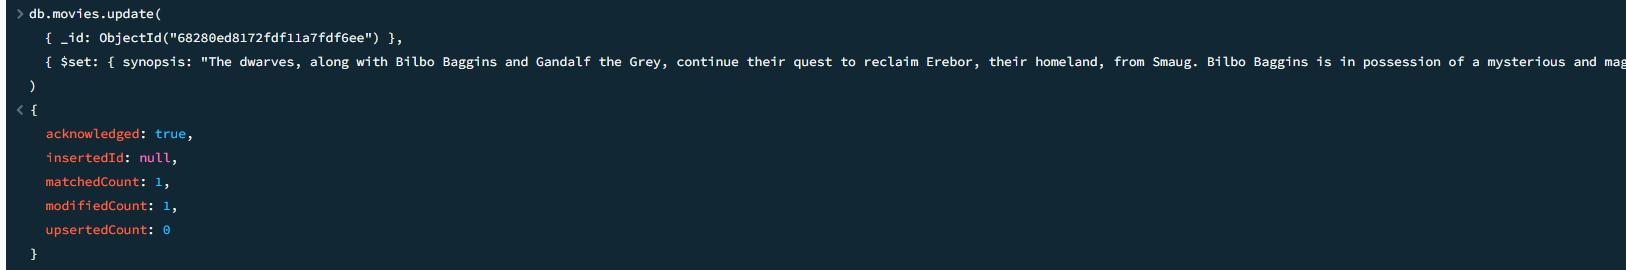 > db.movies.update(
{ _id: ObjectId("68280ed8172fdf11a7fdf6ee") },
{ $set: { synopsis: "The dwarves, along with Bilbo Baggins and Gandalf the Grey, continue their quest to reclaim Erebor, their homeland, from Smaug. Bilbo Baggins is in possession of a mysterious and mag
)
< {
acknowledged: true,
insertedId: null,
matchedCount: 1,
modifiedCount: 1,
upsertedCount: 0
}